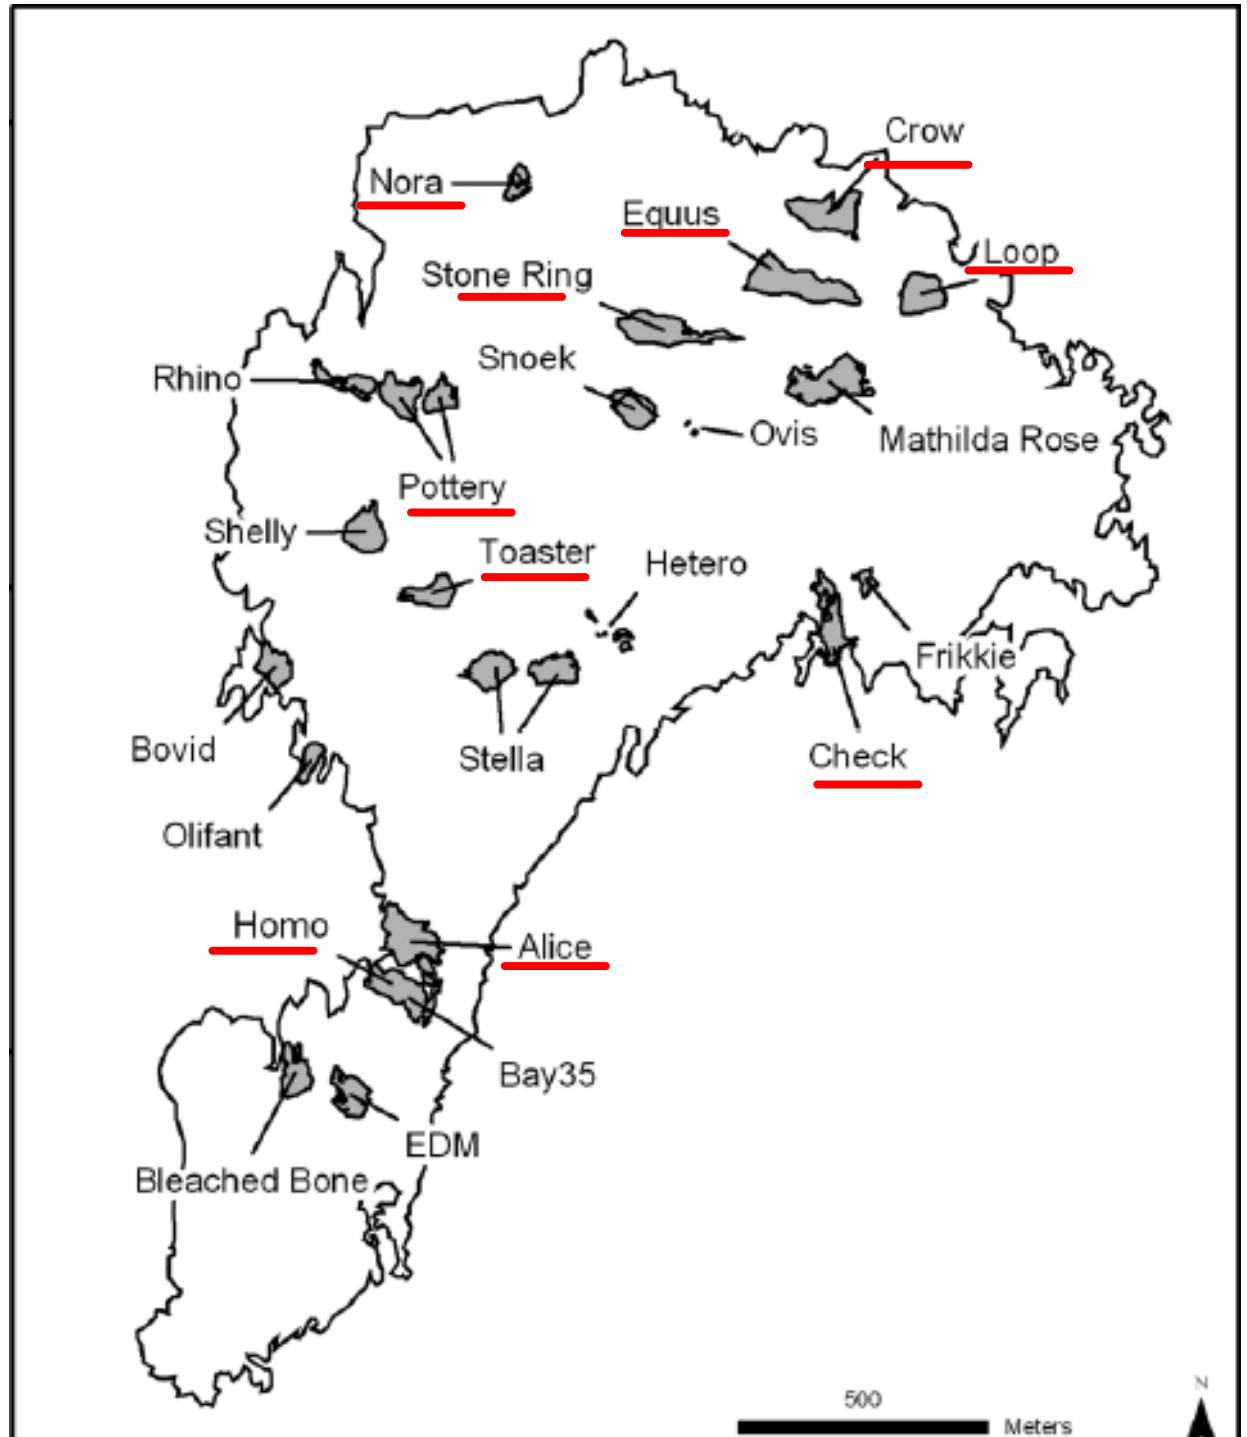 Crow
Nora
Equus
Loop
Stone Ring
Snoek
Rhino
Ovis
Mathilda Rose
Pottery
Shelly
Toaster
Hetero
Frikkie
Bovid
Stella
Check
Olifant
Homo
Alice
Bay35
EDM
Bleached Bone
500
Meters
N